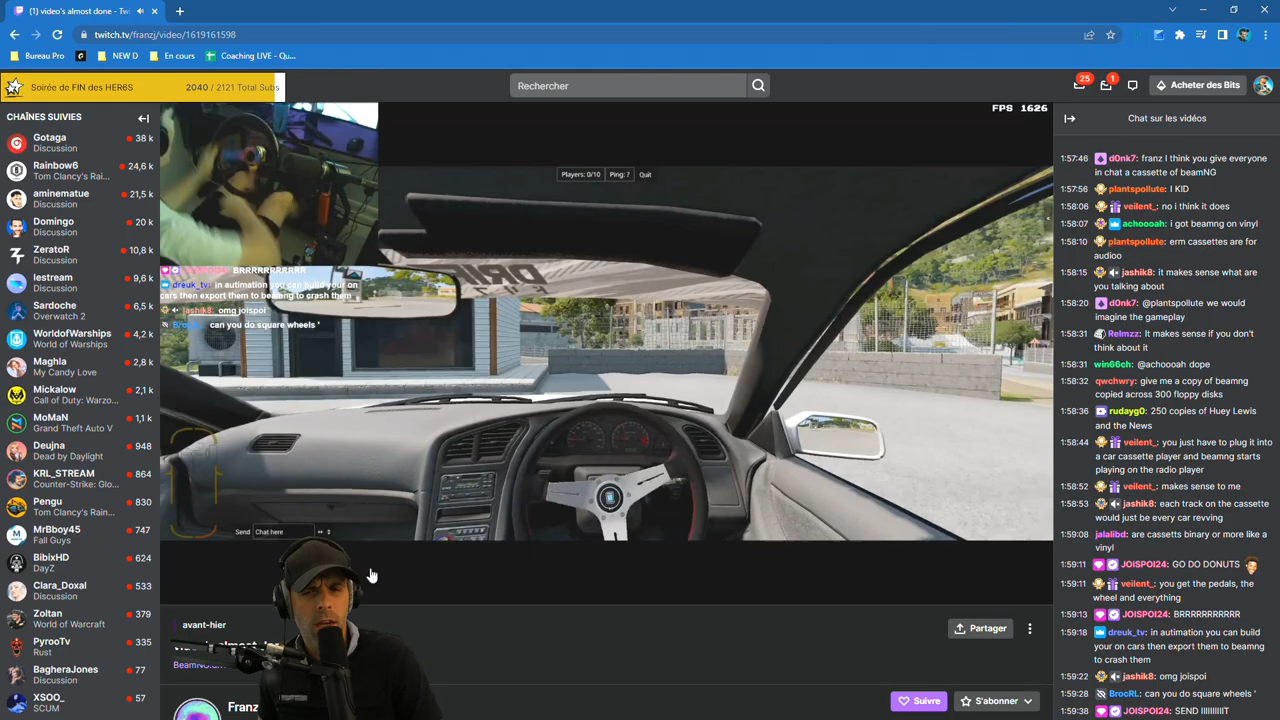 (1) video's almost done - Tw
twitch.tv/franzj/video/1619161598
Bureau Pro
NEW D
En cours
Coaching LIVE - Qu...
Soirée de FIN des HER6S
2040 / 2121 Total Subs
Rechercher
25
1
Acheter des Bits
CHAÎNES SUIVIES
Gotaga
38 k
Discussion
Rainbow6
24,6 k
Tom Clancy's Rai...
aminematue
21,5 k
Discussion
Domingo
20 k
Discussion
ZeratoR
10,8 k
Discussion
lestream
9,6 k
Discussion
Sardoche
6,5 k
Overwatch 2
WorldofWarships
4,2 k
World of Warships
Maghla
2,8 k
My Candy Love
Mickalow
2,1 k
Call of Duty: Warzo...
MoMaN
1,1 k
Grand Theft Auto V
Deujna
948
Dead by Daylight
KRL_STREAM
864
Counter-Strike: Glo...
Pengu
830
Tom Clancy's Rain...
MrBboy45
747
Fall Guys
BibixHD
624
DayZ
Clara_Doxal
533
Discussion
Zoltan
379
World of Warcraft
PyrooTv
335
Rust
BagheraJones
77
Discussion
XSOO_
57
SCUM
FPS 1626
Players: 0/10
Ping: ?
Quit
BRRRRRRRRRRR
dreuk_tv: in autimation you can build your on
cars then export them to beamng to crash them
jashik8: omg joispoi
BrocRL: can you do square wheels '
Send
Chat here
avant-hier
Partager
Franz
Suivre
S'abonner
Chat sur les vidéos
1:57:46 d0nk7: franz I think you give everyone
in chat a cassette of beamNG
1:57:56 plantspollute: I KID
1:58:06 veilent_: no i think it does
1:58:07 achoooah: i got beamng on vinyl
1:58:10 plantspollute: erm cassettes are for
audioo
1:58:15 jashik8: it makes sense what are
you talking about
1:58:20 d0nk7: @plantspollute we would
imagine the gameplay
1:58:31 Relmzz: It makes sense if you don't
think about it
1:58:31 win66ch: @achoooah dope
1:58:32 qwchwry: give me a copy of beamng
copied across 300 floppy disks
1:58:36 rudayg0: 250 copies of Huey Lewis
and the News
1:58:44 veilent_: you just have to plug it into
a car cassette player and beamng starts
playing on the radio player
1:58:52 veilent_: makes sense to me
1:58:53 jashik8: each track on the cassette
would just be every car revving
1:59:08 jalalibd: are cassetts binary or more like a
vinyl
1:59:11 JOISPOI24: GO DO DONUTS
1:59:11 veilent_: you get the pedals, the
wheel and everything
1:59:13 JOISPOI24: BRRRRRRRRRRR
1:59:18 dreuk_tv: in autimation you can build
your on cars then export them to beamng
to crash them
1:59:22 jashik8: omg joispoi
1:59:28 BrocRL: can you do square wheels '
1:59:38 JOISPOI24: SEND IIIIIIIIIIIT